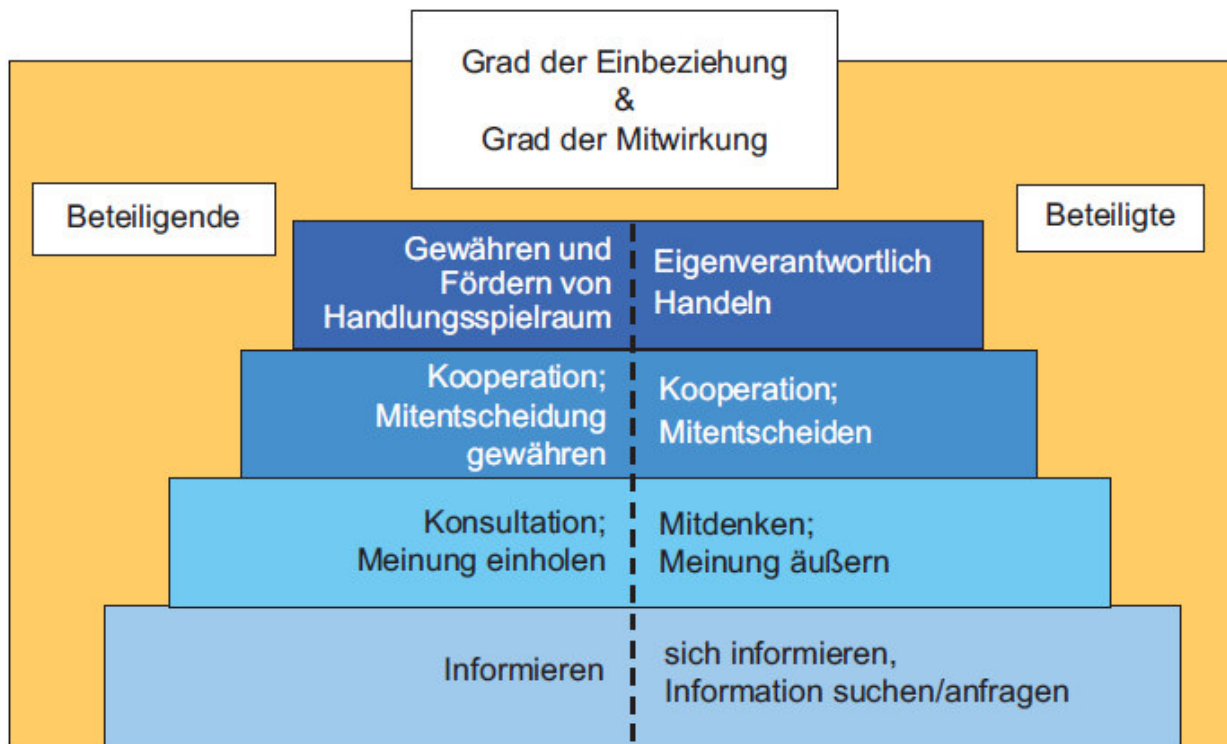 Grad der Einbeziehung
&
Grad der Mitwirkung
Beteiligende
Beteiligte
Gewähren und
Fördern von
Handlungsspielraum
Eigenverantwortlich
Handeln
Kooperation;
Mitentscheidung
gewähren
Kooperation;
Mitentscheiden
Konsultation;
Meinung einholen
Mitdenken;
Meinung äußern
Informieren
sich informieren,
Information suchen/anfragen